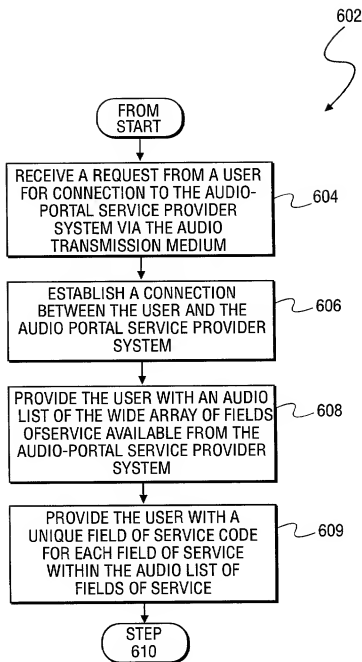 602
FROM
START
RECEIVE A REQUEST FROM A USER
FOR CONNECTION TO THE AUDIO-
PORTAL SERVICE PROVIDER
SYSTEM VIA THE AUDIO
TRANSMISSION MEDIUM
604
ESTABLISH A CONNECTION
BETWEEN THE USER AND THE
AUDIO PORTAL SERVICE PROVIDER
SYSTEM
606
PROVIDE THE USER WITH AN AUDIO
LIST OF THE WIDE ARRAY OF FIELDS
OFSERVICE AVAILABLE FROM THE
AUDIO-PORTAL SERVICE PROVIDER
SYSTEM
608
PROVIDE THE USER WITH A
UNIQUE FIELD OF SERVICE CODE
FOR EACH FIELD OF SERVICE
WITHIN THE AUDIO LIST OF
FIELDS OF SERVICE
609
STEP
610